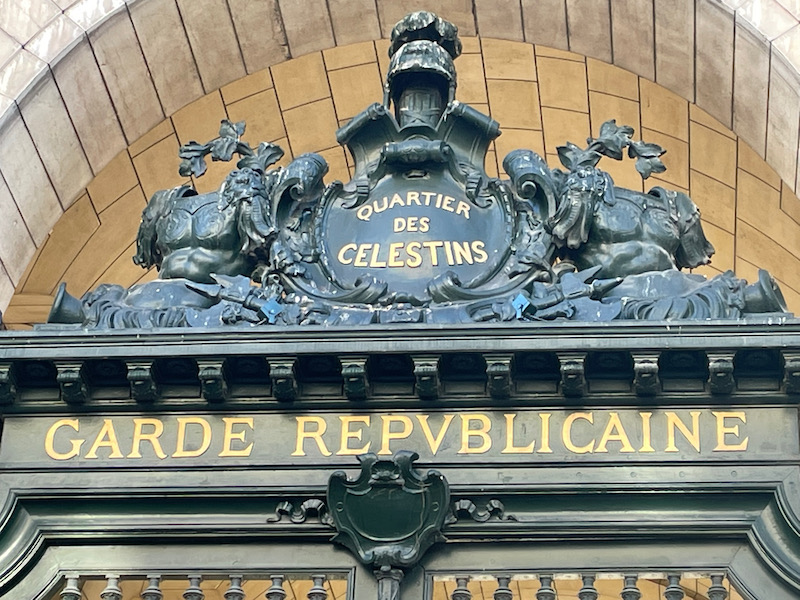 QUARTIER
DES
CELESTINS
GARDE REPVBLICAINE